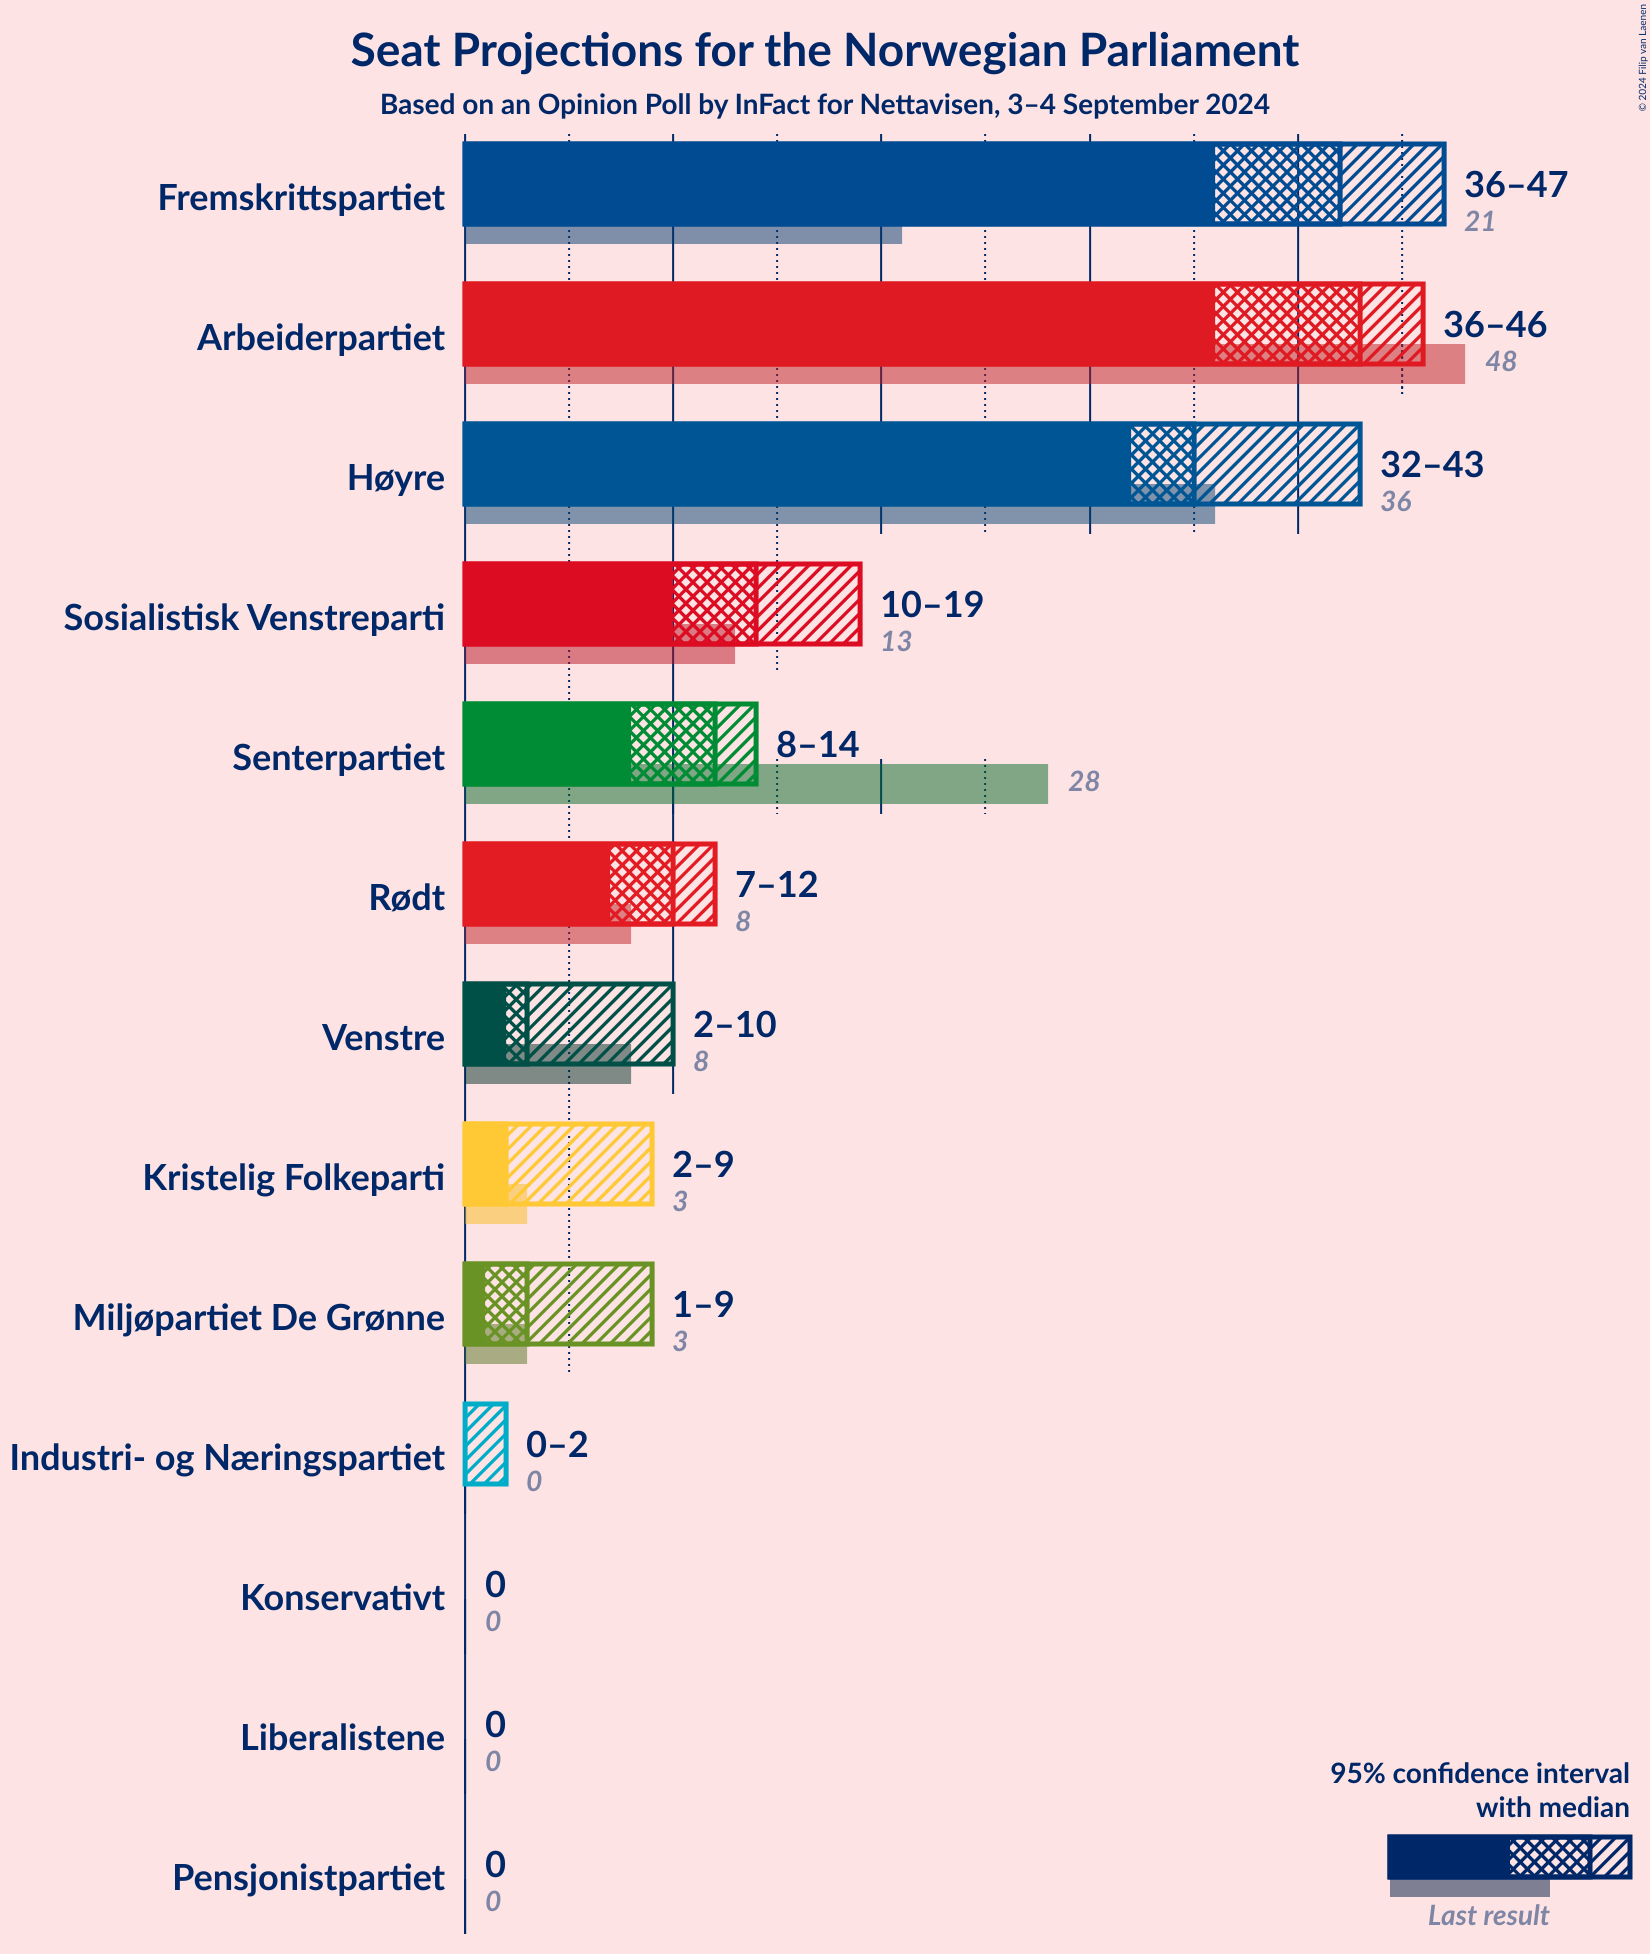 Seat Projections for the Norwegian Parliament
Based on an Opinion Poll by InFact for Nettavisen, 3–4 September 2024
© 2024 Filip van Laenen
Fremskrittspartiet
36–47
21
Arbeiderpartiet
36–46
48
Høyre
32–43
36
Sosialistisk Venstreparti
10–19
13
Senterpartiet
8–14
28
Rødt
7–12
8
Venstre
2–10
8
Kristelig Folkeparti
2–9
3
Miljøpartiet De Grønne
1–9
3
Industri- og Næringspartiet
0–2
0
Konservativt
0
0
Liberalistene
0
0
Pensjonistpartiet
0
0
95% confidence interval
with median
Last result